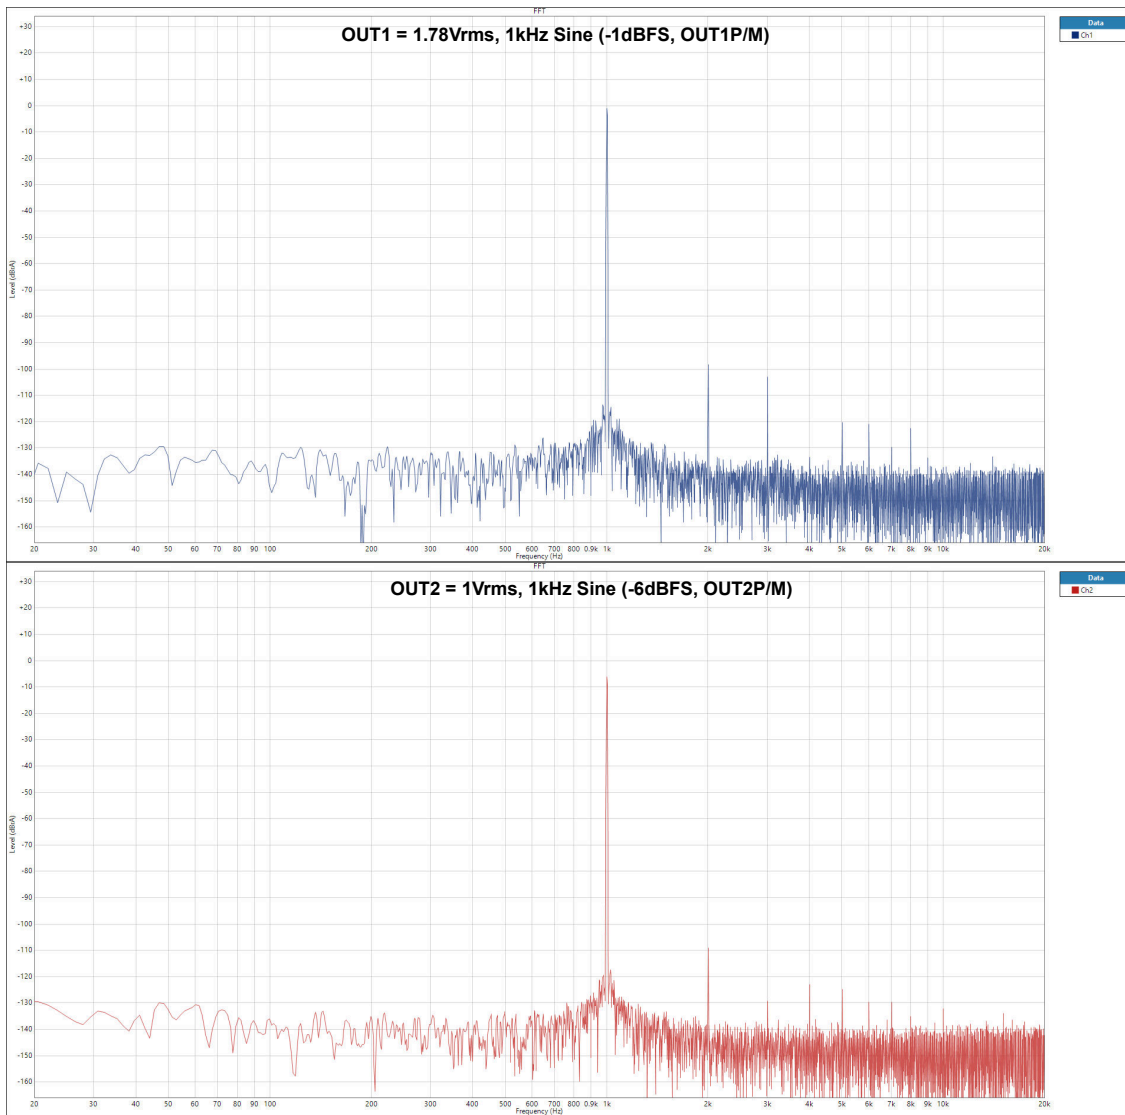 FFT
OUT1 = 1.78Vrms, 1kHz Sine (-1dBFS, OUT1P/M)
Data
Ch1
+30
+20
+10
0
-10
-20
-30
-40
-50
-60
-70
-80
-90
-100
-110
-120
-130
-140
-150
-160
Level (dBrA)
20 30 40 50 60 70 80 90 100 200 300 400 500 600 700 800 0.9k 1k 2k 3k 4k 5k 6k 7k 8k 9k 10k 20k
Frequency (Hz)
FFT
OUT2 = 1Vrms, 1kHz Sine (-6dBFS, OUT2P/M)
Data
Ch2
+30
+20
+10
0
-10
-20
-30
-40
-50
-60
-70
-80
-90
-100
-110
-120
-130
-140
-150
-160
Level (dBrA)
20 30 40 50 60 70 80 90 100 200 300 400 500 600 700 800 0.9k 1k 2k 3k 4k 5k 6k 7k 8k 9k 10k 20k
Frequency (Hz)